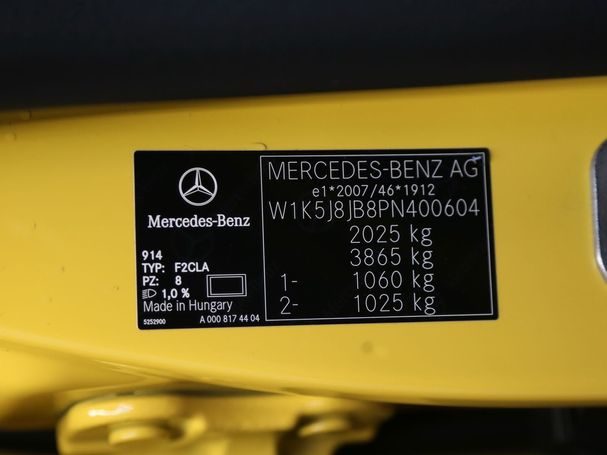 MERCEDES-BENZ AG
e1*2007/46*1912
W1K5J8JB8PN400604
2025 kg
3865 kg
1- 1060 kg
2- 1025 kg
Mercedes-Benz
914
TYP: F2CLA
PZ: 8
1,0 %
Made in Hungary
5252900 A 000 817 44 04